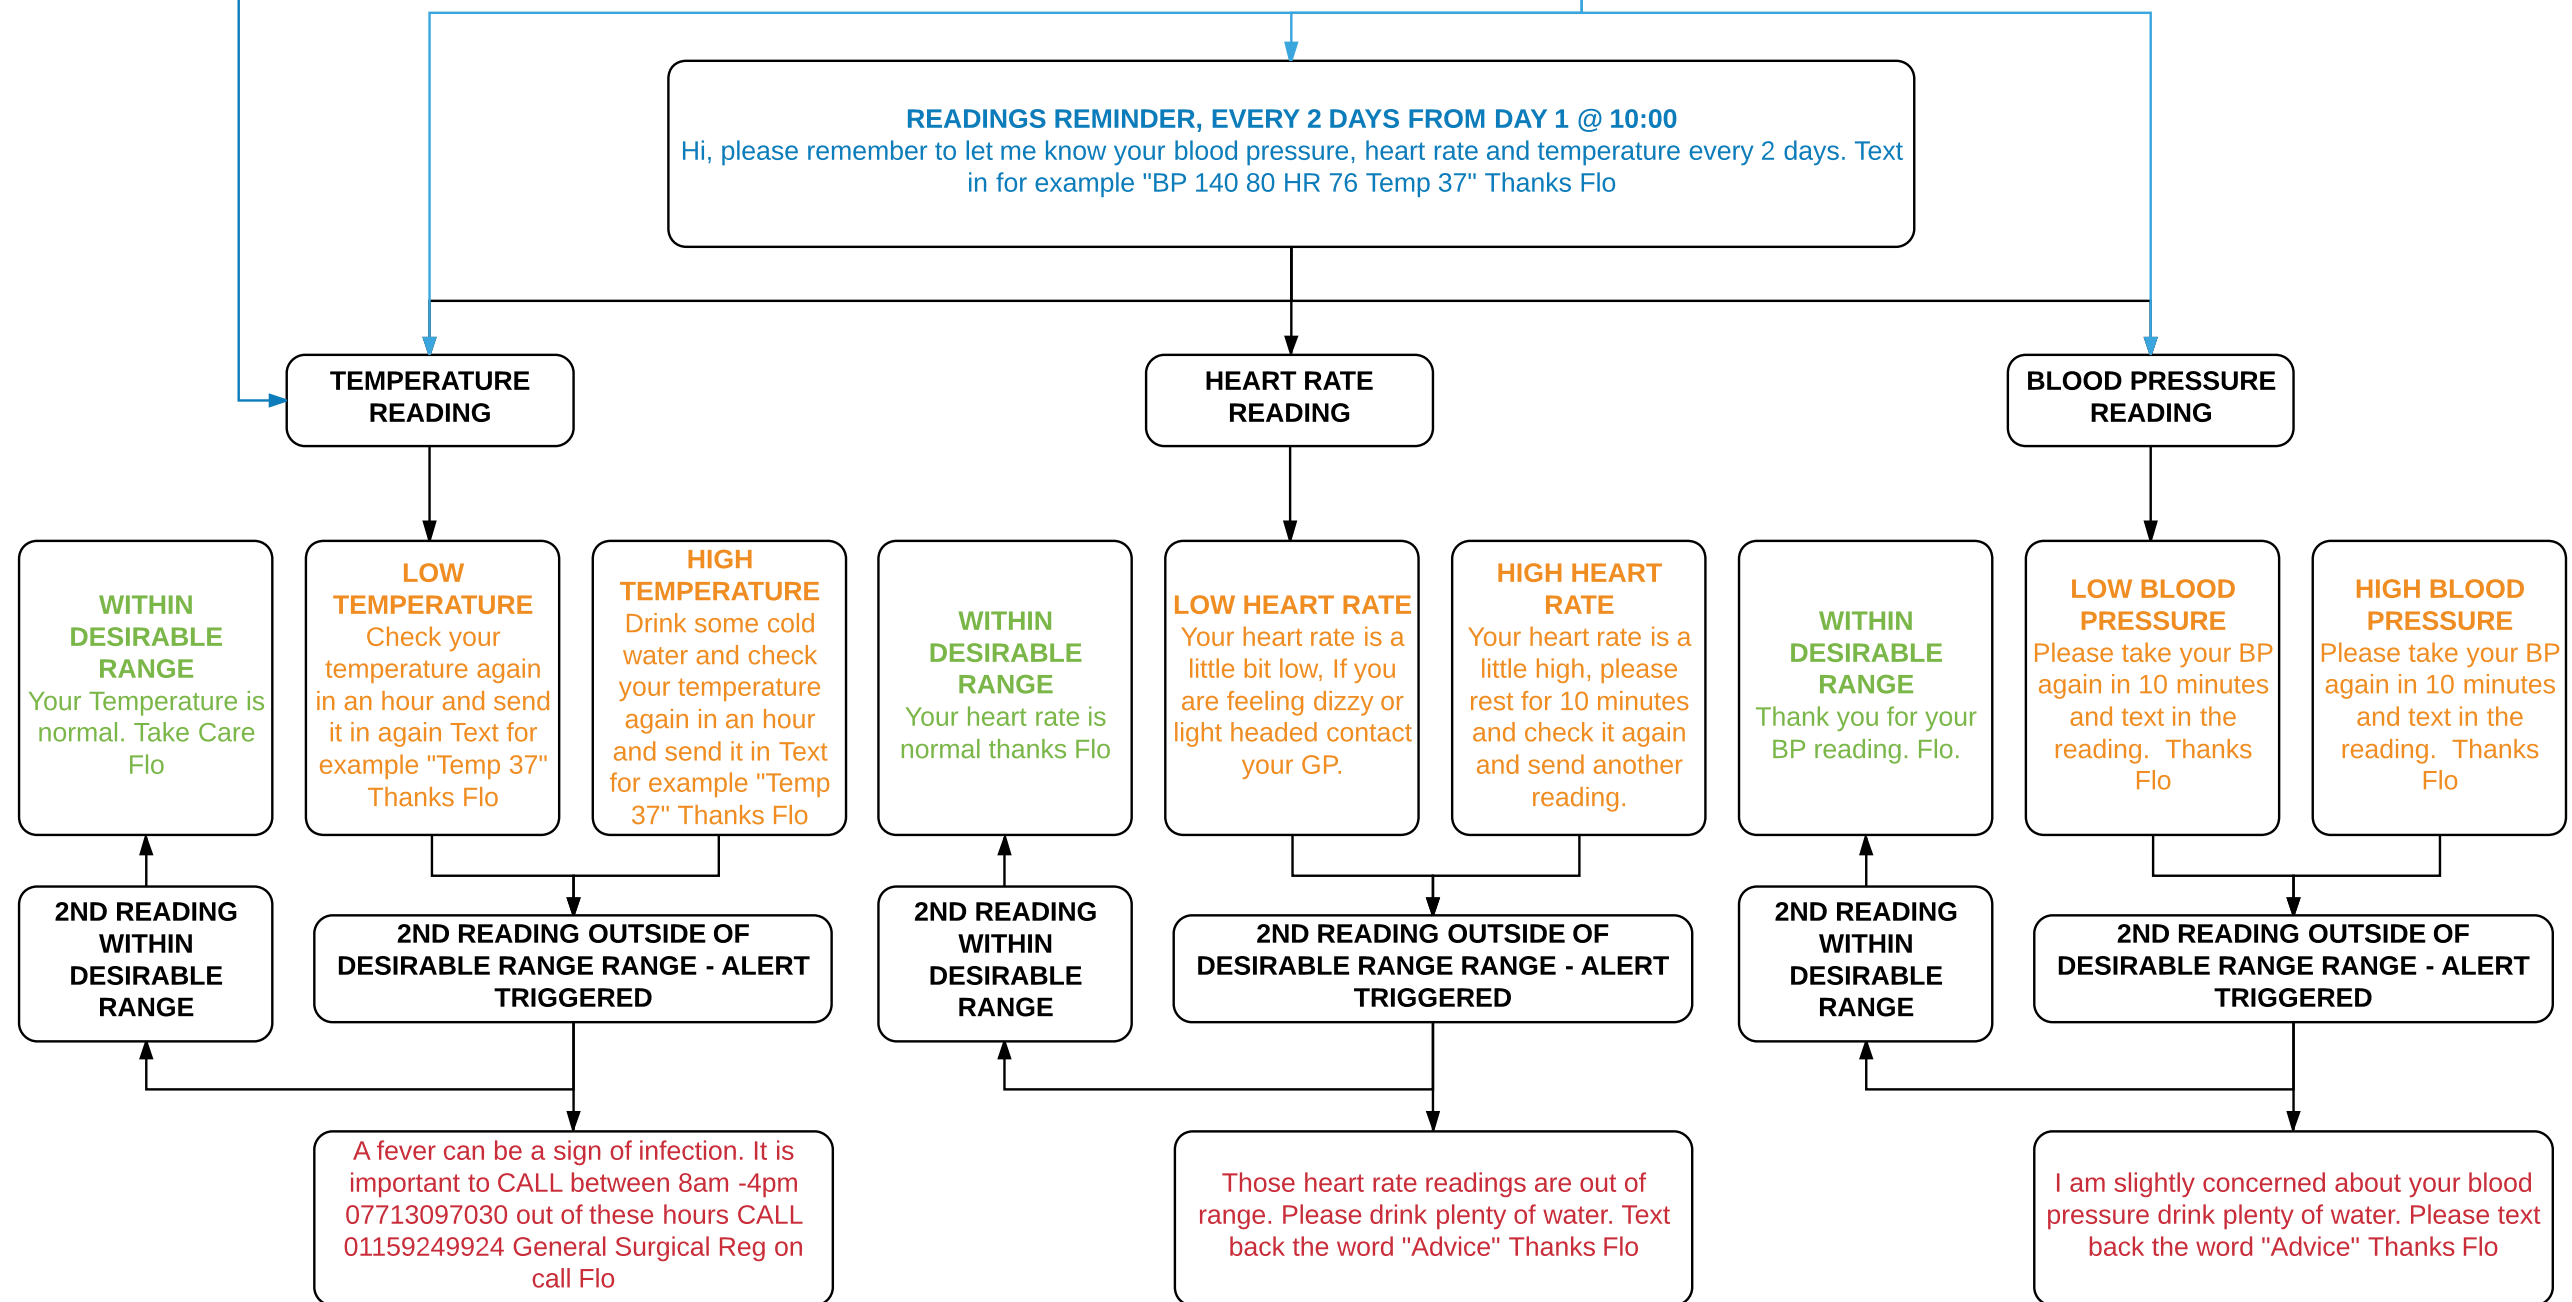 READINGS REMINDER, EVERY 2 DAYS FROM DAY 1 @ 10:00
Hi, please remember to let me know your blood pressure, heart rate and temperature every 2 days. Text
in for example "BP 140 80 HR 76 Temp 37" Thanks Flo
TEMPERATURE
READING
HEART RATE
READING
BLOOD PRESSURE
READING
WITHIN
DESIRABLE
RANGE
Your Temperature is
normal. Take Care
Flo
LOW
TEMPERATURE
Check your
temperature again
in an hour and send
it in again Text for
example "Temp 37"
Thanks Flo
HIGH
TEMPERATURE
Drink some cold
water and check
your temperature
again in an hour
and send it in Text
for example "Temp
37" Thanks Flo
WITHIN
DESIRABLE
RANGE
Your heart rate is
normal thanks Flo
LOW HEART RATE
Your heart rate is a
little bit low, If you
are feeling dizzy or
light headed contact
your GP.
HIGH HEART
RATE
Your heart rate is a
little high, please
rest for 10 minutes
and check it again
and send another
reading.
WITHIN
DESIRABLE
RANGE
Thank you for your
BP reading. Flo.
LOW BLOOD
PRESSURE
Please take your BP
again in 10 minutes
and text in the
reading.  Thanks
Flo
HIGH BLOOD
PRESSURE
Please take your BP
again in 10 minutes
and text in the
reading.  Thanks
Flo
2ND READING
WITHIN
DESIRABLE
RANGE
2ND READING OUTSIDE OF
DESIRABLE RANGE RANGE - ALERT
TRIGGERED
2ND READING
WITHIN
DESIRABLE
RANGE
2ND READING OUTSIDE OF
DESIRABLE RANGE RANGE - ALERT
TRIGGERED
2ND READING
WITHIN
DESIRABLE
RANGE
2ND READING OUTSIDE OF
DESIRABLE RANGE RANGE - ALERT
TRIGGERED
A fever can be a sign of infection. It is
important to CALL between 8am -4pm
07713097030 out of these hours CALL
01159249924 General Surgical Reg on
call Flo
Those heart rate readings are out of
range. Please drink plenty of water. Text
back the word "Advice" Thanks Flo
I am slightly concerned about your blood
pressure drink plenty of water. Please text
back the word "Advice" Thanks Flo